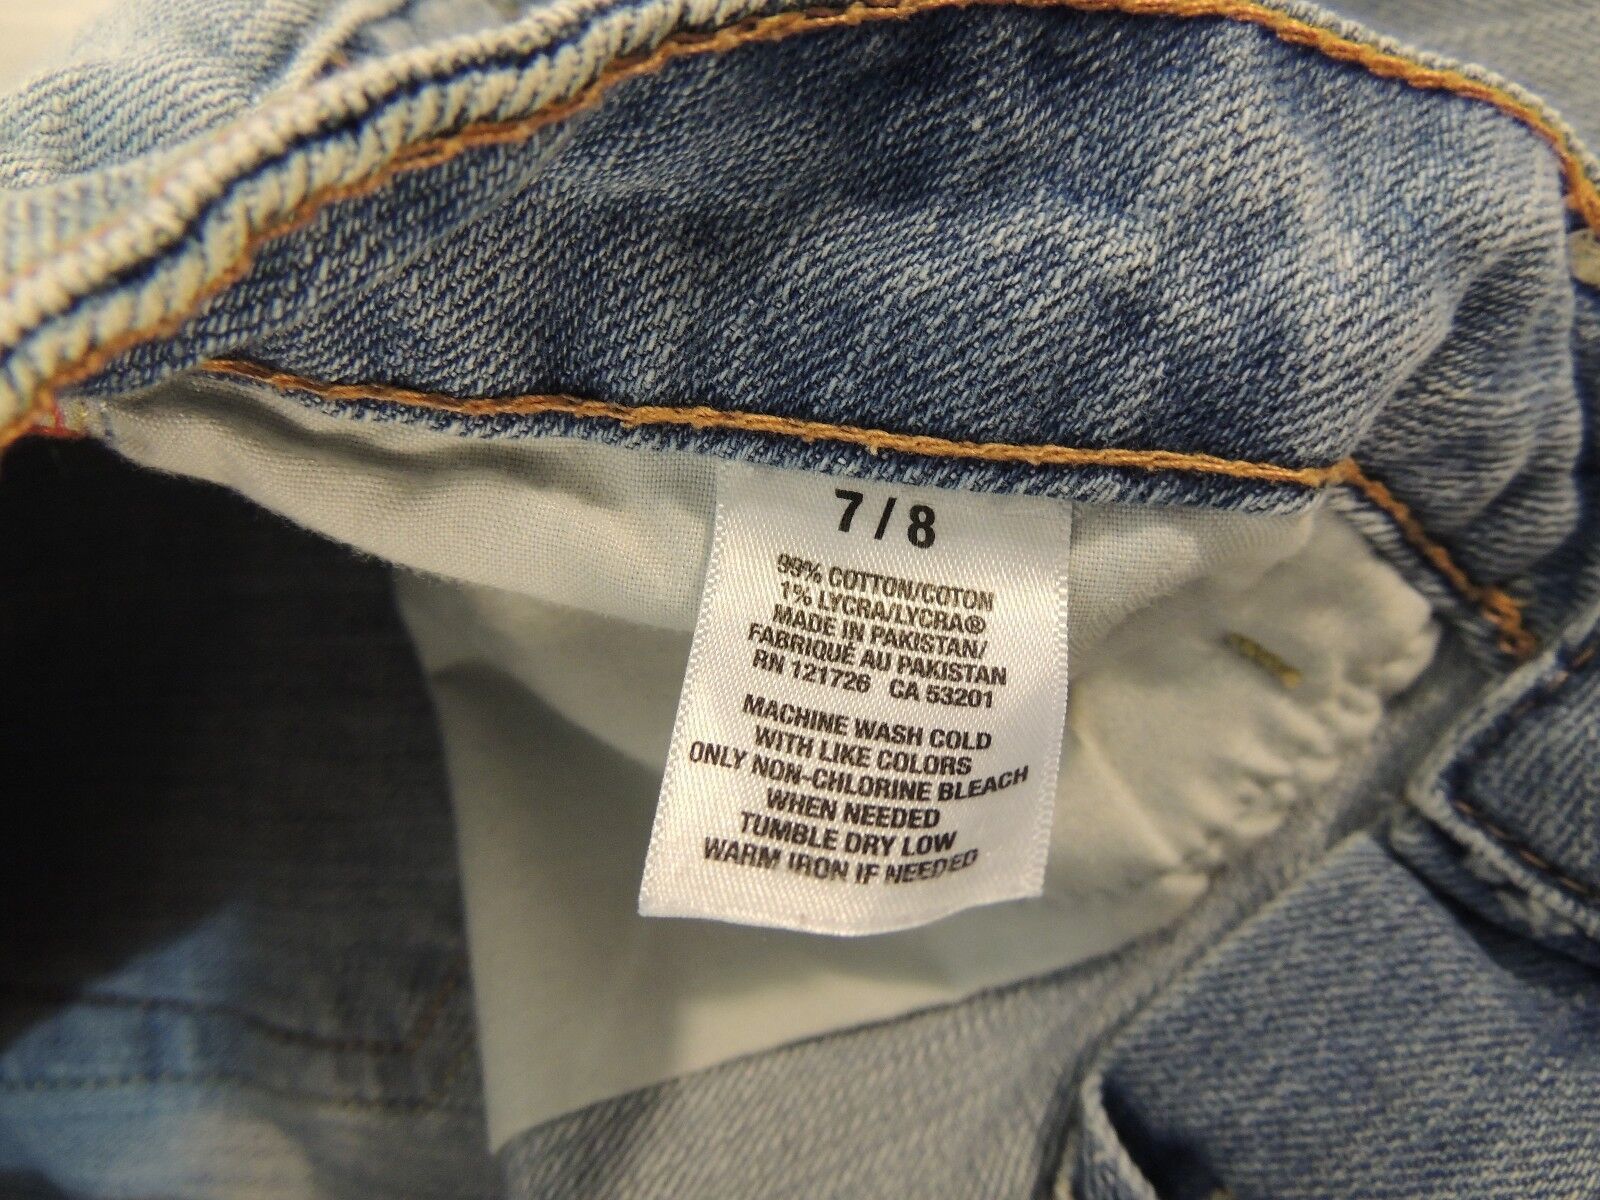 7 / 8
99% COTTON/COTON
1% LYCRA/LYCRA®
MADE IN PAKISTAN/
FABRIQUÉ AU PAKISTAN
RN 121726 CA 53201
MACHINE WASH COLD
WITH LIKE COLORS
ONLY NON-CHLORINE BLEACH
WHEN NEEDED
TUMBLE DRY LOW
WARM IRON IF NEEDED